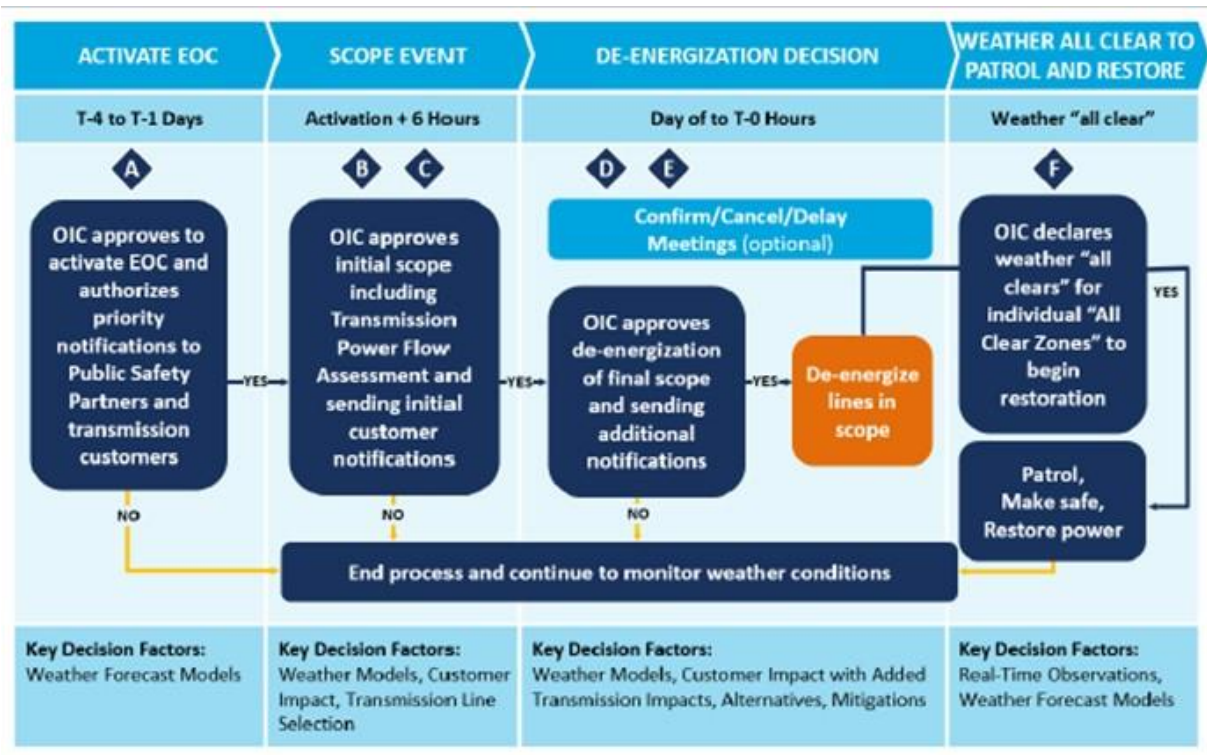 ACTIVATE EOC
SCOPE EVENT
DE-ENERGIZATION DECISION
WEATHER ALL CLEAR TO
PATROL AND RESTORE
T-4 to T-1 Days
Activation + 6 Hours
Day of to T-0 Hours
Weather “all clear”
A
OIC approves to
activate EOC and
authorizes
priority
notifications to
Public Safety
Partners and
transmission
customers
YES
NO
B
C
OIC approves
initial scope
including
Transmission
Power Flow
Assessment and
sending initial
customer
notifications
YES
NO
D
E
Confirm/Cancel/Delay
Meetings (optional)
OIC approves
de-energization
of final scope
and sending
additional
notifications
YES
NO
De-energize
lines in
scope
F
OIC declares
weather “all
clears” for
individual “All
Clear Zones” to
begin
restoration
YES
Patrol,
Make safe,
Restore power
End process and continue to monitor weather conditions
Key Decision Factors:
Weather Forecast Models
Key Decision Factors:
Weather Models, Customer
Impact, Transmission Line
Selection
Key Decision Factors:
Weather Models, Customer Impact with Added
Transmission Impacts, Alternatives, Mitigations
Key Decision Factors:
Real-Time Observations,
Weather Forecast Models